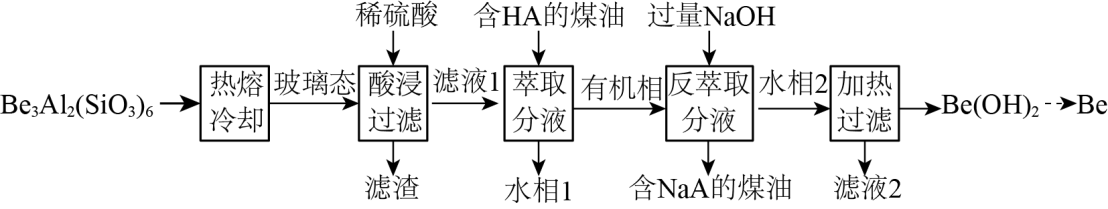 稀硫酸 含HA的煤油 过量NaOH
Be₃Al₂(SiO₃)₆ 热熔冷却 玻璃态 酸浸过滤 滤液1 萃取分液 有机相 反萃取分液 水相2 加热过滤 Be(OH)₂ Be
滤渣 水相1 含NaA的煤油 滤液2